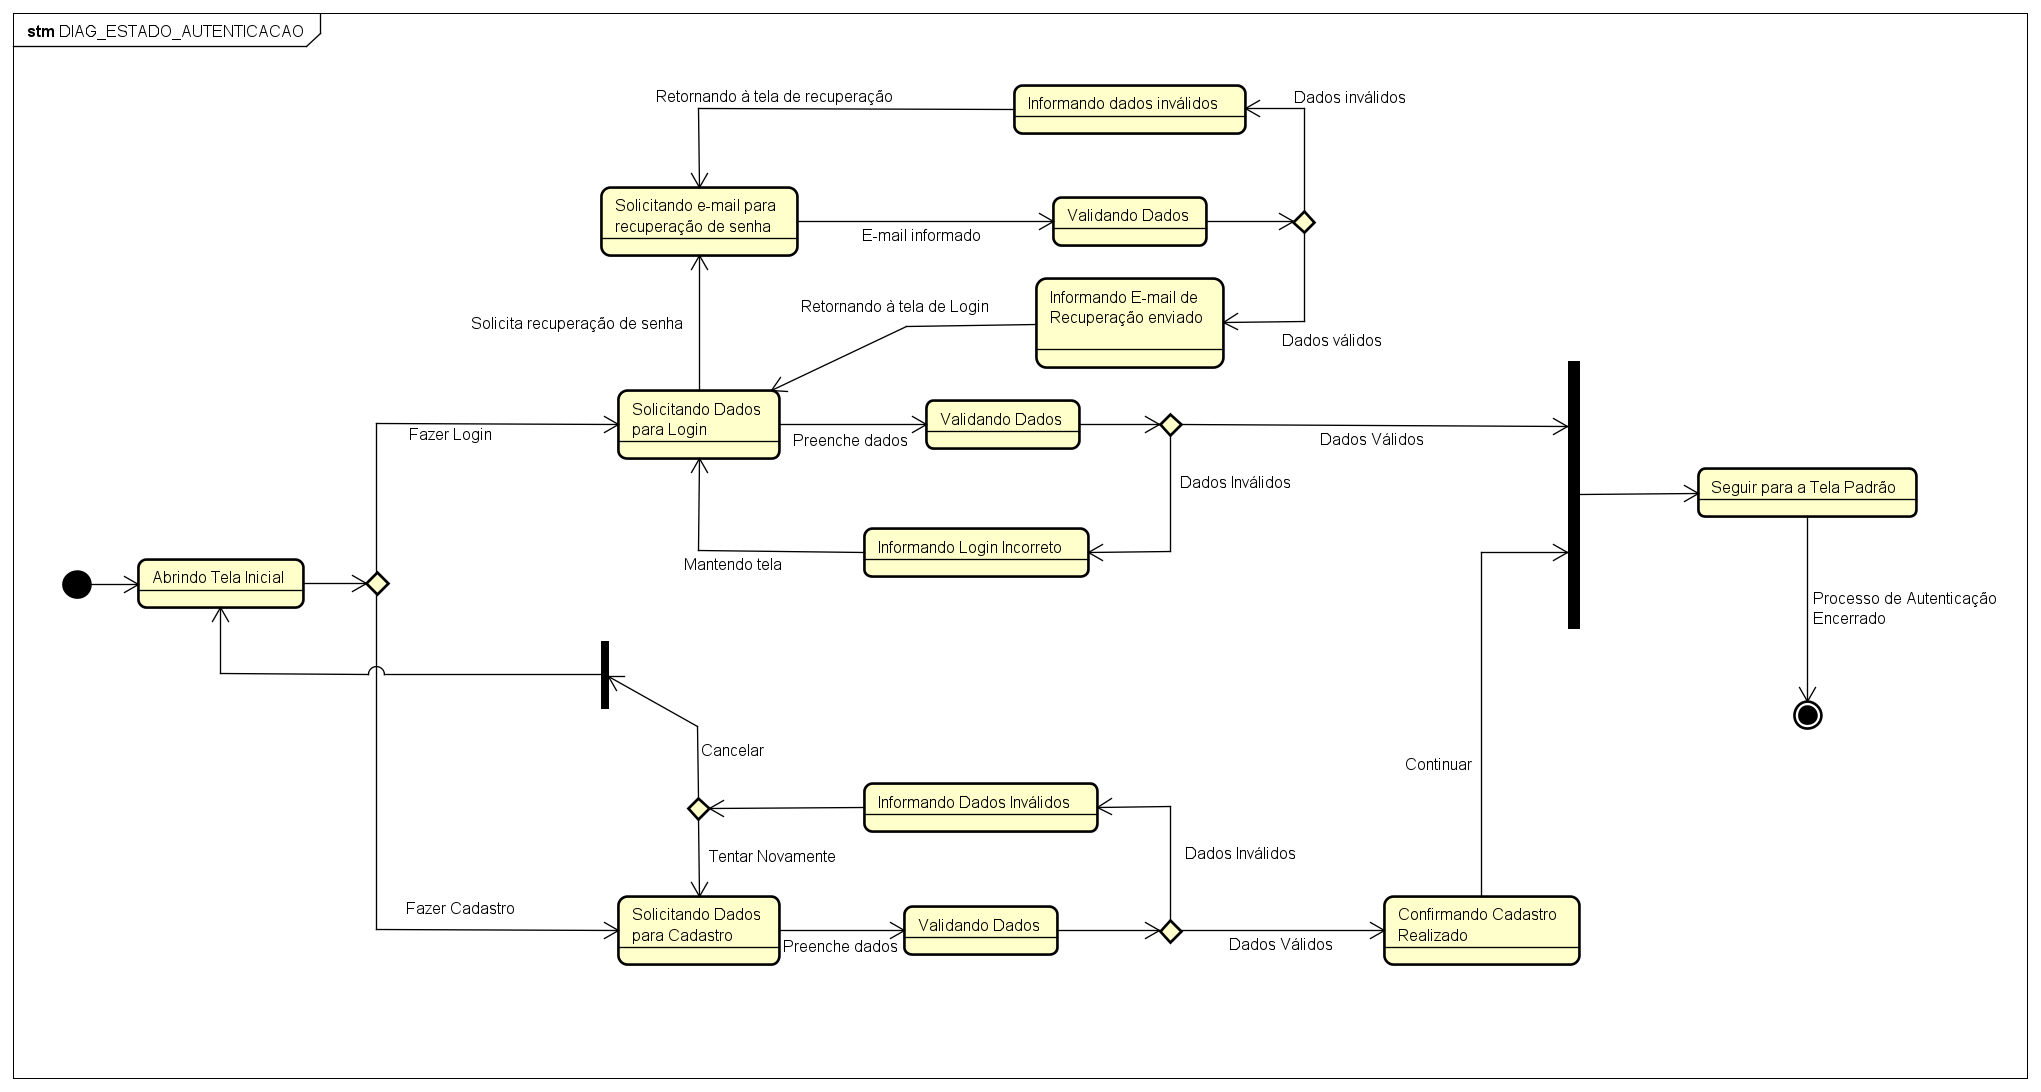 stm DIAG_ESTADO_AUTENTICACAO
Retornando à tela de recuperação
Informando dados inválidos
Dados inválidos
Solicitando e-mail para
recuperação de senha
E-mail informado
Validando Dados
Informando E-mail de
Recuperação enviado
Retornando à tela de Login
Solicita recuperação de senha
Dados válidos
Solicitando Dados
para Login
Fazer Login
Preenche dados
Validando Dados
Dados Válidos
Dados Inválidos
Seguir para a Tela Padrão
Informando Login Incorreto
Mantendo tela
Abrindo Tela Inicial
Processo de Autenticação
Encerrado
Cancelar
Continuar
Informando Dados Inválidos
Tentar Novamente
Dados Inválidos
Fazer Cadastro
Solicitando Dados
para Cadastro
Preenche dados
Validando Dados
Dados Válidos
Confirmando Cadastro
Realizado